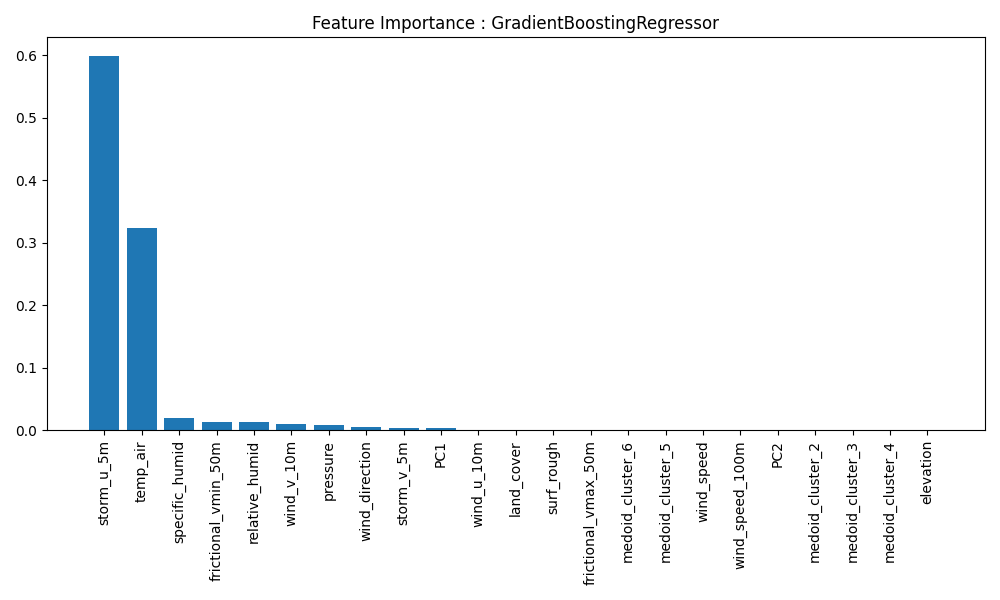 Feature Importance : GradientBoostingRegressor
0.6
0.5
0.4
0.3
0.2
0.1
0.0
storm_u_5m
temp_air
specific_humid
frictional_vmin_50m
relative_humid
wind_v_10m
pressure
wind_direction
storm_v_5m
PC1
wind_u_10m
land_cover
surf_rough
frictional_vmax_50m
medoid_cluster_6
medoid_cluster_5
wind_speed
wind_speed_100m
PC2
medoid_cluster_2
medoid_cluster_3
medoid_cluster_4
elevation